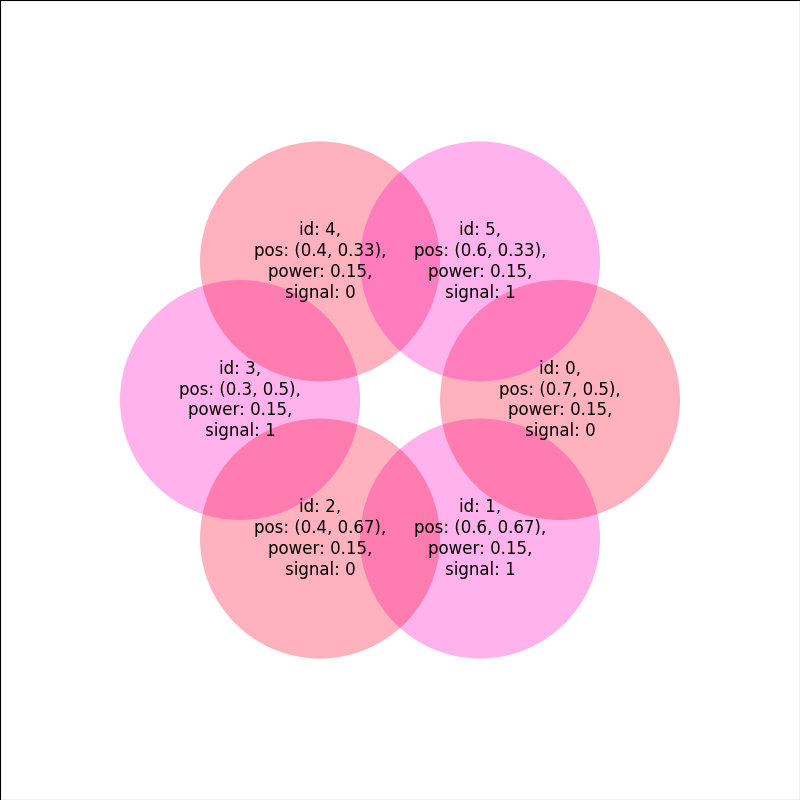 id: 4,
pos: (0.4, 0.33),
power: 0.15,
signal: 0
id: 5,
pos: (0.6, 0.33),
power: 0.15,
signal: 1
id: 3,
pos: (0.3, 0.5),
power: 0.15,
signal: 1
id: 0,
pos: (0.7, 0.5),
power: 0.15,
signal: 0
id: 2,
pos: (0.4, 0.67),
power: 0.15,
signal: 0
id: 1,
pos: (0.6, 0.67),
power: 0.15,
signal: 1